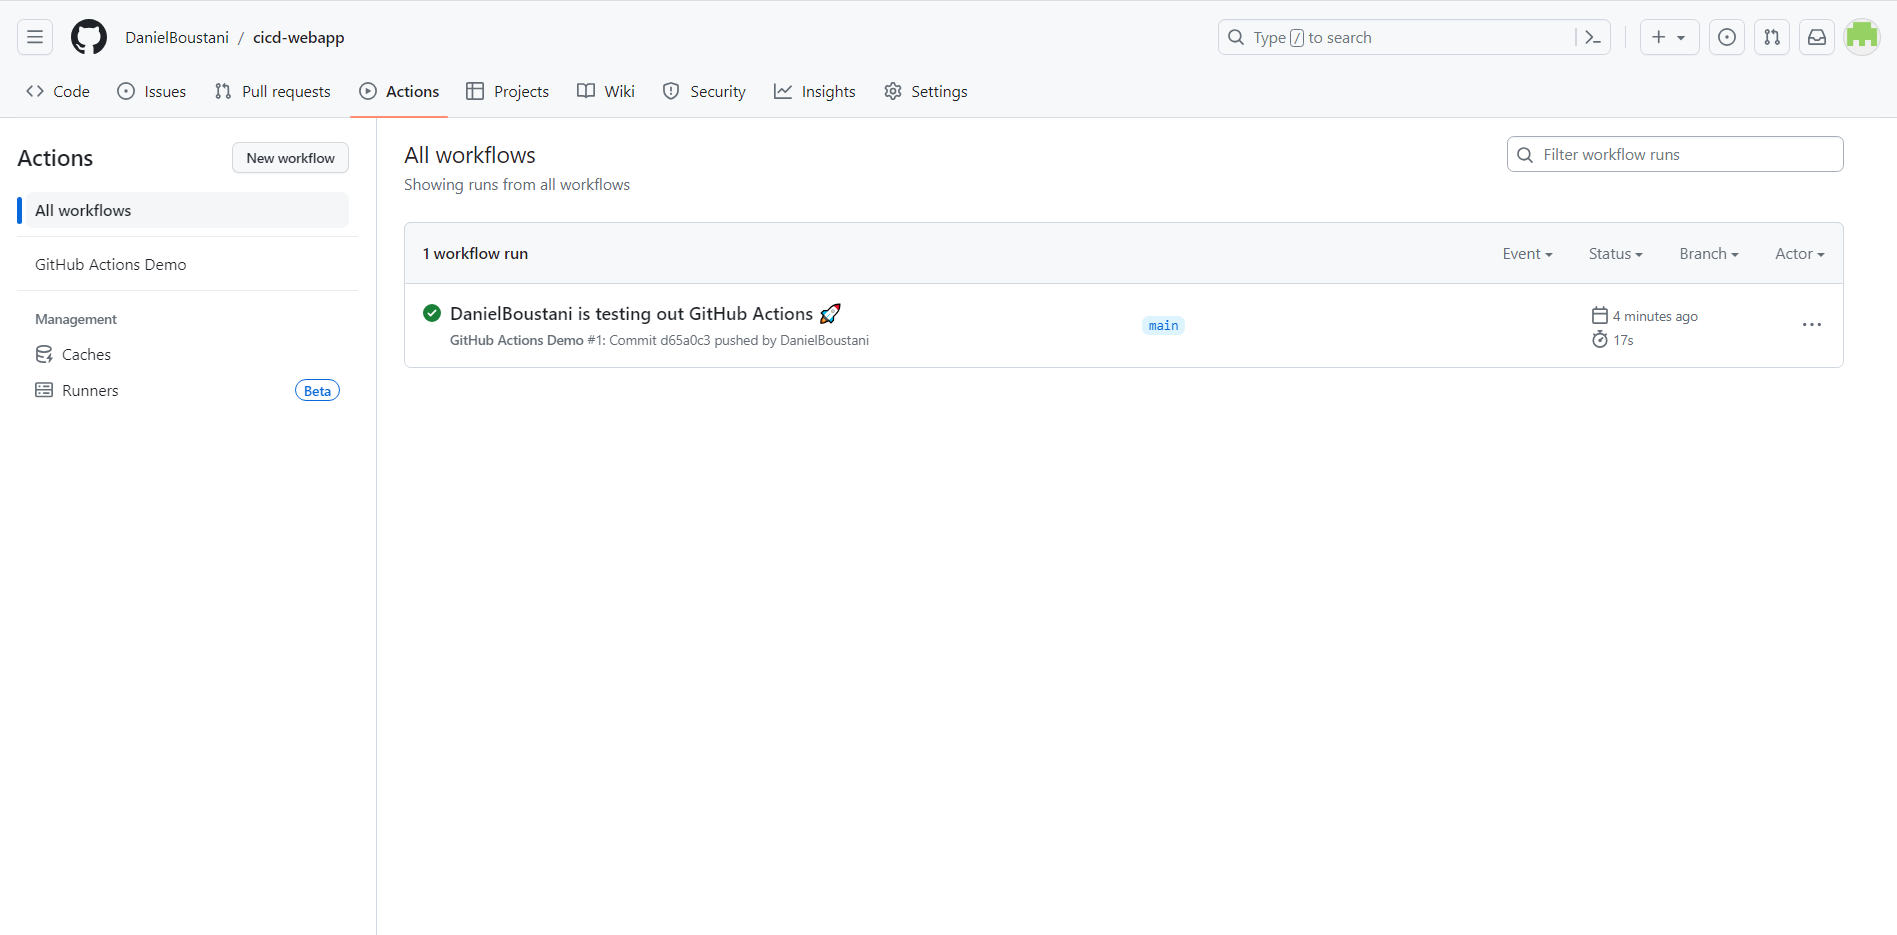 DanielBoustani / cicd-webapp
Type / to search
Code Issues Pull requests Actions Projects Wiki Security Insights Settings
Actions
New workflow
All workflows
GitHub Actions Demo
Management
Caches
Runners Beta
All workflows
Showing runs from all workflows
Filter workflow runs
1 workflow run
Event Status Branch Actor
DanielBoustani is testing out GitHub Actions 🚀
GitHub Actions Demo #1: Commit d65a0c3 pushed by DanielBoustani
main
4 minutes ago
17s